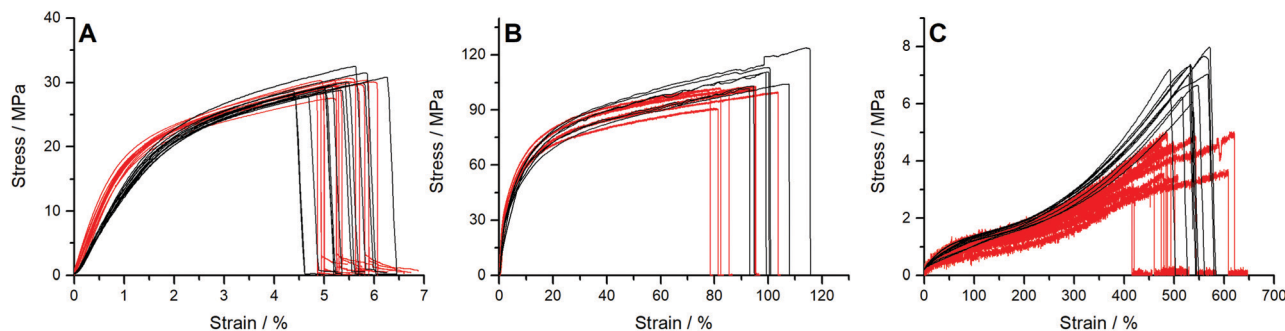 A
Stress / MPa
40
30
20
10
0
0 1 2 3 4 5 6 7
Strain / %
B
Stress / MPa
120
90
60
30
0
0 20 40 60 80 100 120
Strain / %
C
Stress / MPa
8
6
4
2
0
0 100 200 300 400 500 600 700
Strain / %